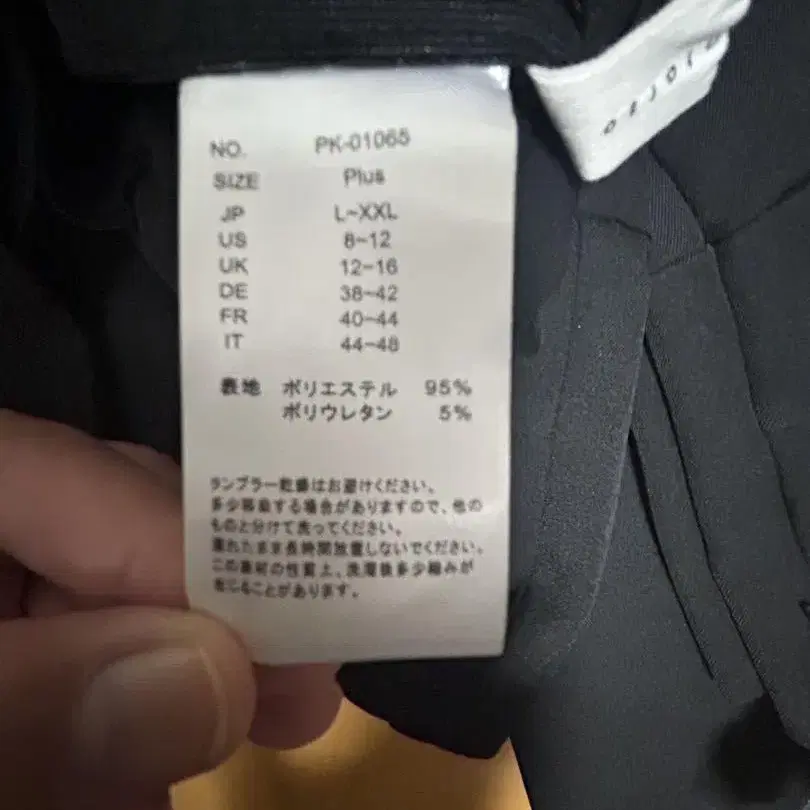 NO. PK-01065
SIZE Plus
JP L~XXL
US 8-12
UK 12-16
DE 38-42
FR 40-44
IT 44-48
表地 ポリエステル 95%
ポリウレタン 5%
タンブラー乾燥はお避けください。
多少移染する場合がありますので、他の
ものと分けて洗ってください。
濡れたまま長時間放置しないでください。
この素材の性質上、洗濯後多少縮みが
生じることがあります。